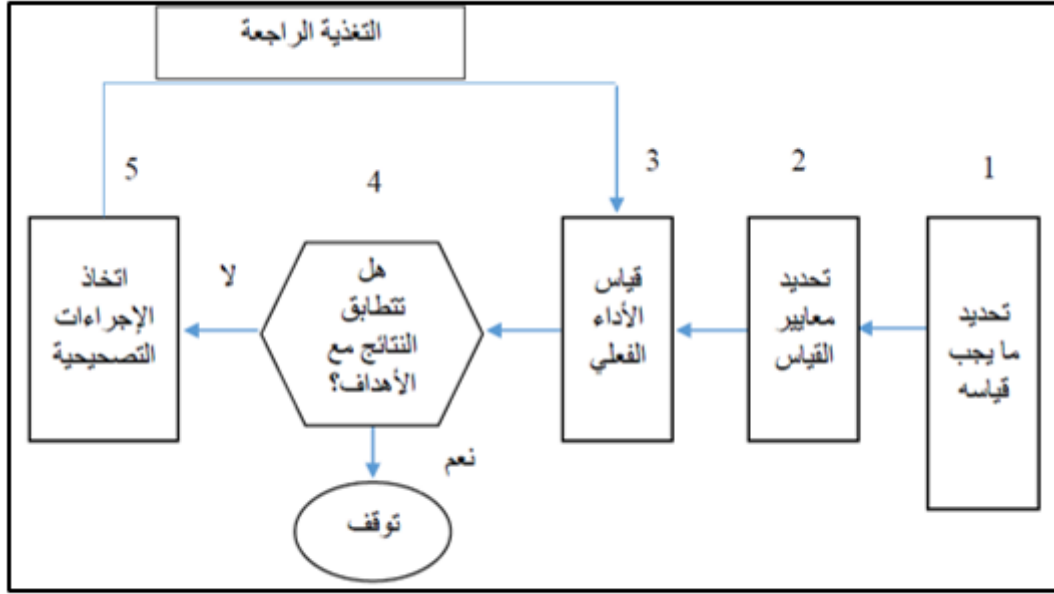 التغذية الراجعة
1
تحديد
ما يجب
قياسه
2
تحديد
معايير
القياس
3
قياس
الأداء
الفعلي
4
هل
تتطابق
النتائج مع
الأهداف؟
لا
نعم
توقف
5
اتخاذ
الإجراءات
التصحيحية